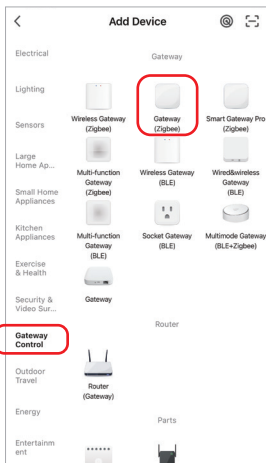 Add Device
Electrical
Lighting
Sensors
Large
Home Ap...
Small Home
Appliances
Kitchen
Appliances
Exercise
& Health
Security &
Video Sur...
Gateway
Control
Outdoor
Travel
Energy
Entertainm
ent
Gateway
Wireless Gateway
(Zigbee)
Gateway
(Zigbee)
Smart Gateway Pro
(Zigbee)
Multi-function
Gateway
(Zigbee)
Wireless Gateway
(BLE)
Wired&wireless
Gateway
(BLE)
Multi-function
Gateway
(BLE)
Socket Gateway
(BLE)
Multimode Gateway
(BLE+Zigbee)
Gateway
Router
Router
(Gateway)
Parts